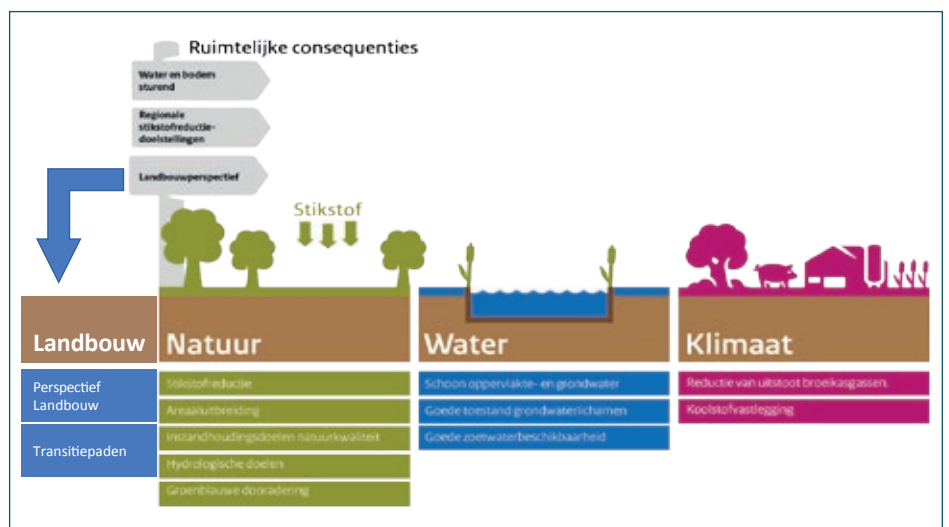 Ruimtelijke consequenties
Water en bodem
sturend
Regionale
stikstofreductie-
doelstellingen
Landbouwperspectief
Stikstof
Landbouw
Natuur
Water
Klimaat
Perspectief
Landbouw
Transitiepaden
Stikstofreductie
Areaaluitbreiding
Instandhoudingsdoelen natuurkwaliteit
Hydrologische doelen
Groenblauwe dooradering
Schoon oppervlakte- en grondwater
Goede toestand grondwaterlichamen
Goede zoetwaterbeschikbaarheid
Reductie van uitstoot broeikasgassen.
Koolstofvastlegging